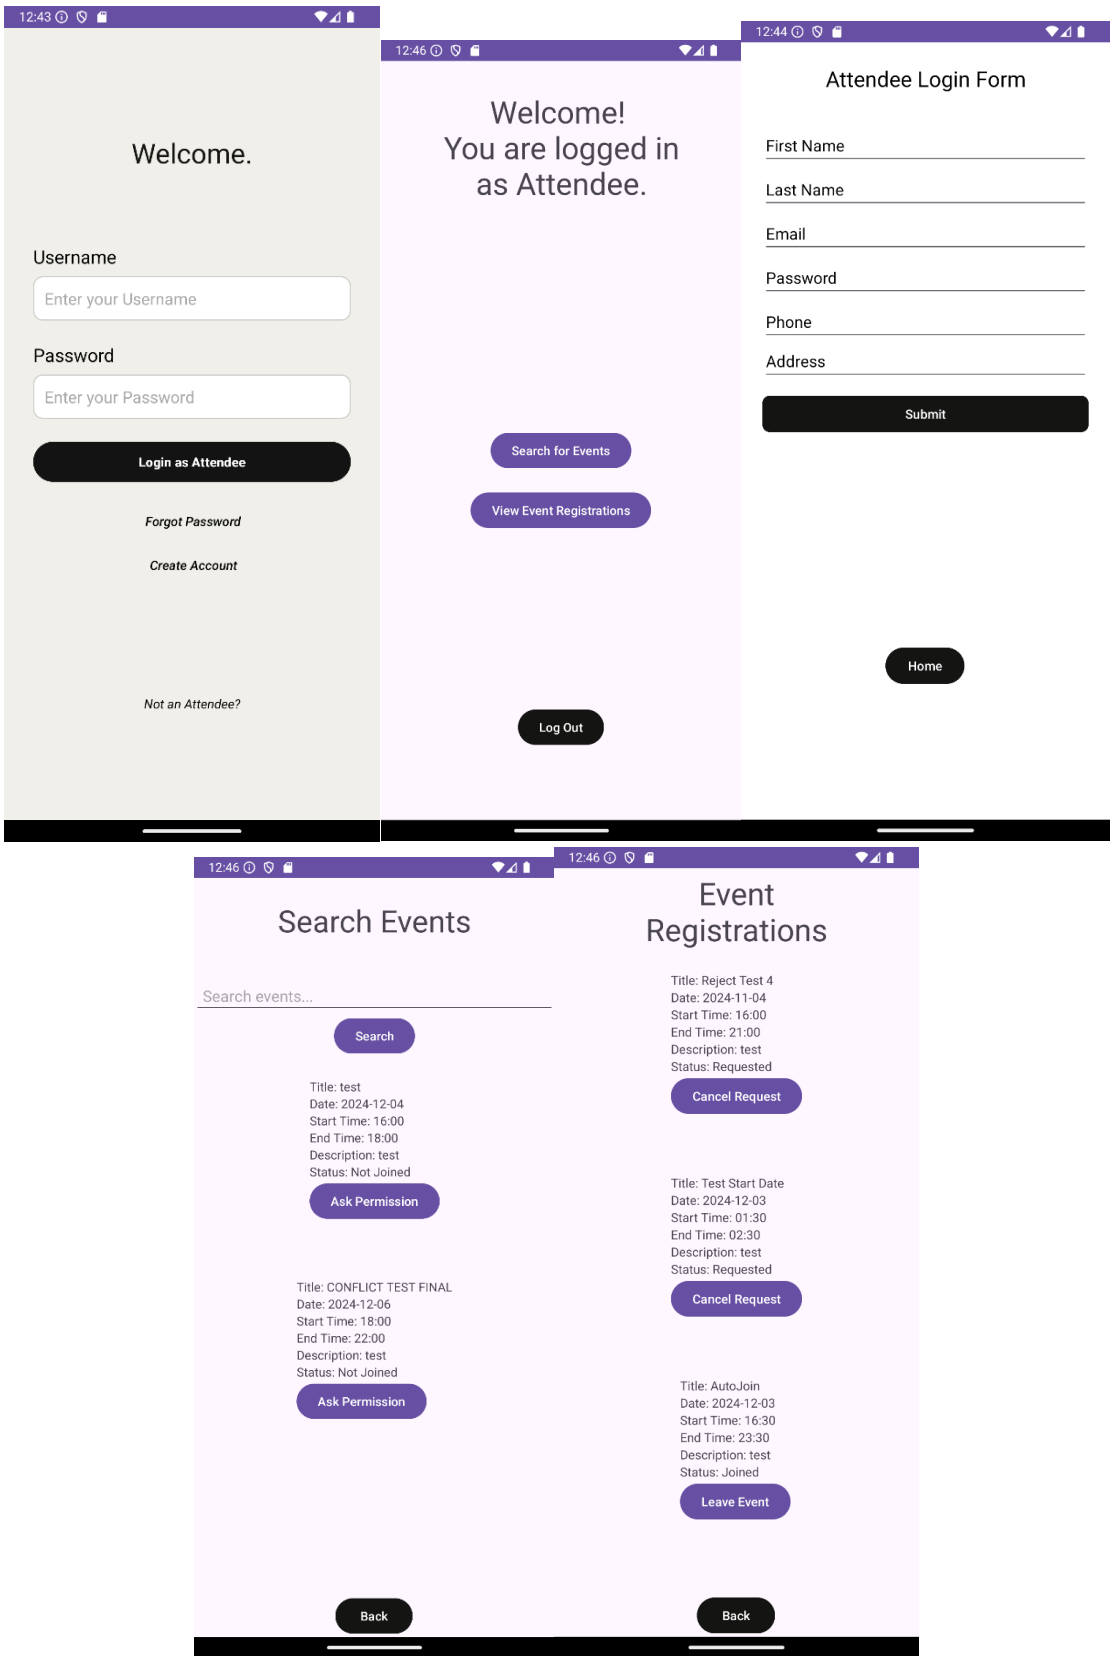 12:43
Welcome.
Username
Enter your Username
Password
Enter your Password
Login as Attendee
Forgot Password
Create Account
Not an Attendee?
12:46
Welcome!
You are logged in
as Attendee.
Search for Events
View Event Registrations
Log Out
12:44
Attendee Login Form
First Name
Last Name
Email
Password
Phone
Address
Submit
Home
12:46
Search Events
Search events...
Search
Title: test
Date: 2024-12-04
Start Time: 16:00
End Time: 18:00
Description: test
Status: Not Joined
Ask Permission
Title: CONFLICT TEST FINAL
Date: 2024-12-06
Start Time: 18:00
End Time: 22:00
Description: test
Status: Not Joined
Ask Permission
Back
12:46
Event
Registrations
Title: Reject Test 4
Date: 2024-11-04
Start Time: 16:00
End Time: 21:00
Description: test
Status: Requested
Cancel Request
Title: Test Start Date
Date: 2024-12-03
Start Time: 01:30
End Time: 02:30
Description: test
Status: Requested
Cancel Request
Title: AutoJoin
Date: 2024-12-03
Start Time: 16:30
End Time: 23:30
Description: test
Status: Joined
Leave Event
Back